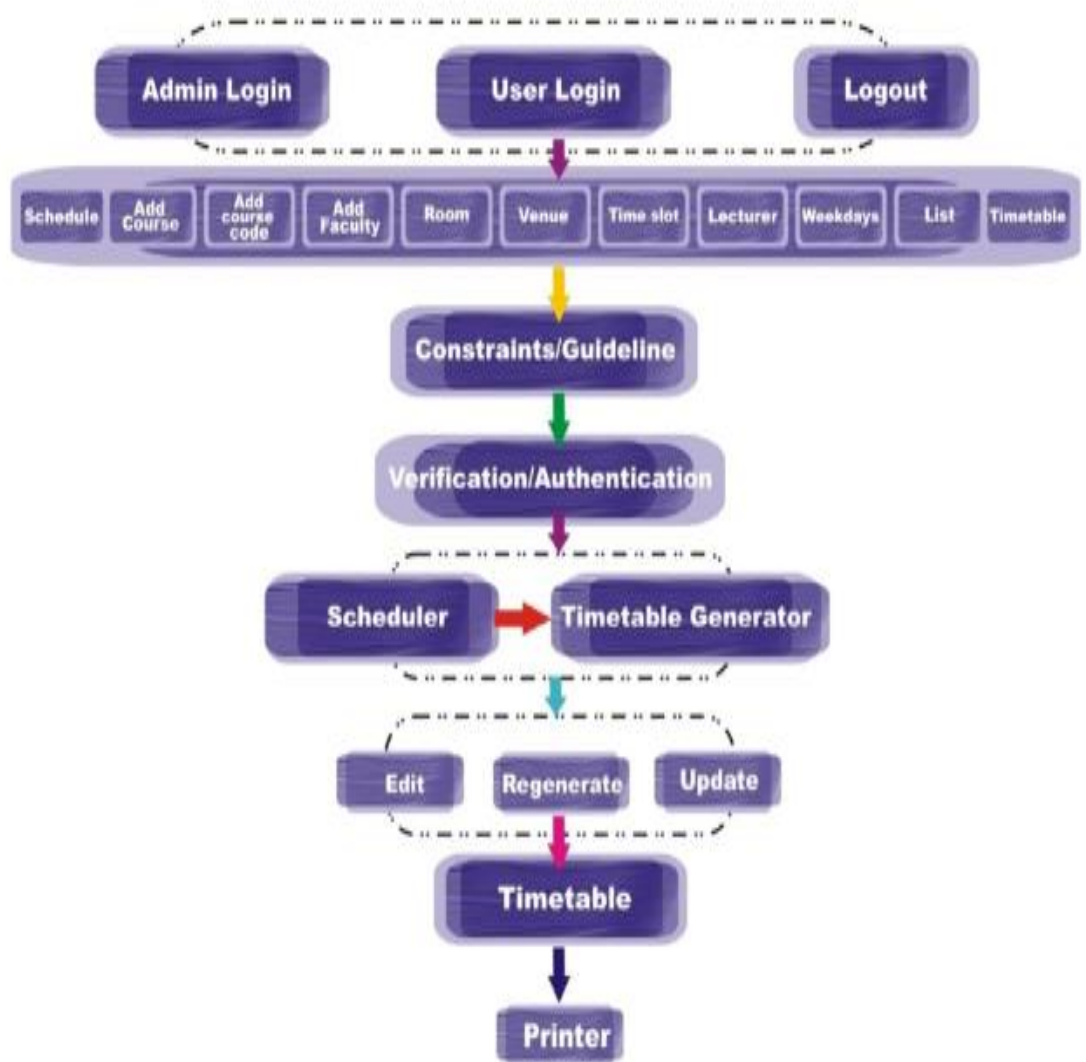 Admin Login
User Login
Logout
Schedule
Add
Course
Add
course
code
Add
Faculty
Room
Venue
Time slot
Lecturer
Weekdays
List
Timetable
Constraints/Guideline
Verification/Authentication
Scheduler
Timetable Generator
Edit
Regenerate
Update
Timetable
Printer